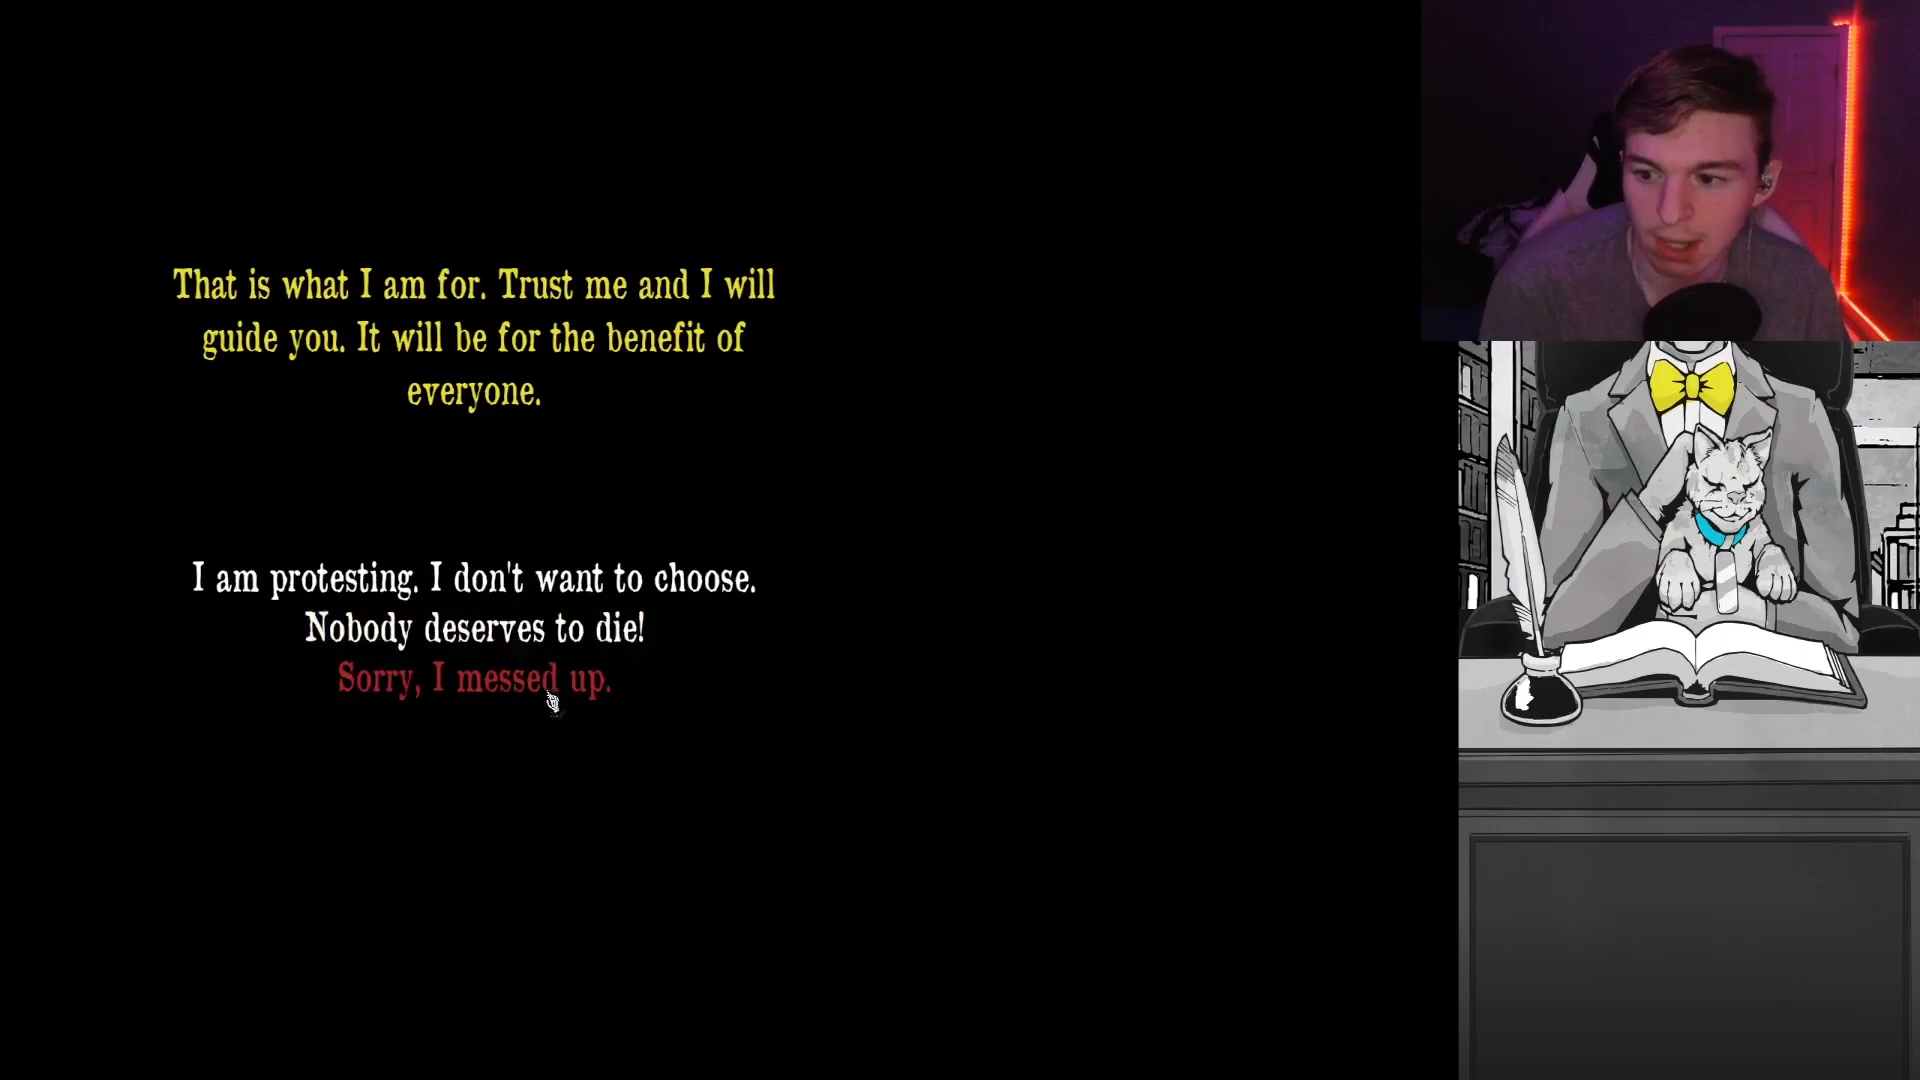 That is what I am for. Trust me and I will
guide you. It will be for the benefit of
everyone.
I am protesting. I don't want to choose.
Nobody deserves to die!
Sorry, I messed up.